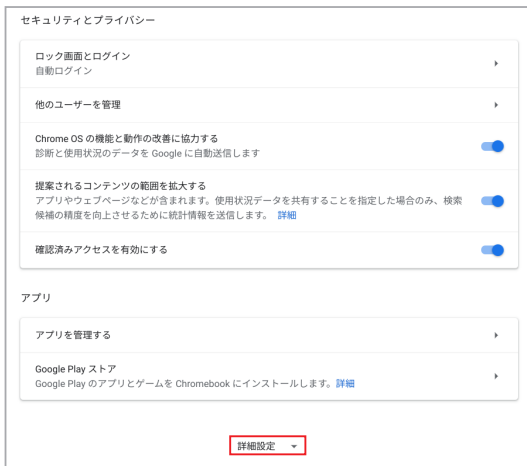 セキュリティとプライバシー
ロック画面とログイン
自動ログイン
他のユーザーを管理
Chrome OS の機能と動作の改善に協力する
診断と使用状況のデータを Google に自動送信します
提案されるコンテンツの範囲を拡大する
アプリやウェブページなどが含まれます。使用状況データを共有することを指定した場合のみ、検索
候補の精度を向上させるために統計情報を送信します。 詳細
確認済みアクセスを有効にする
アプリ
アプリを管理する
Google Play ストア
Google Play のアプリとゲームを Chromebook にインストールします。詳細
詳細設定